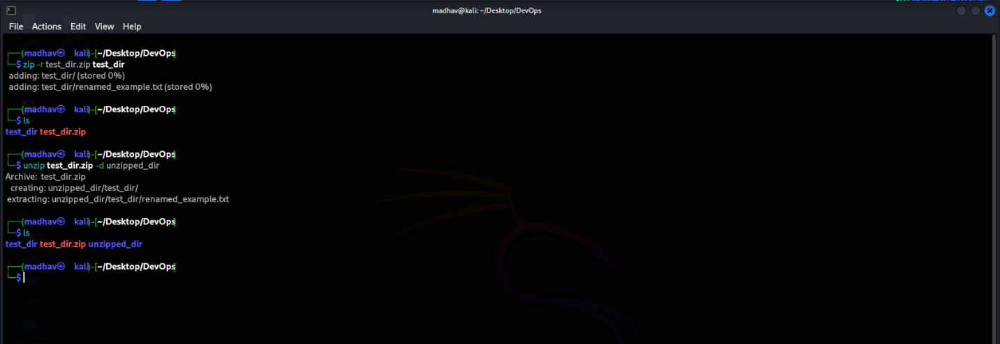 madhav@kali: ~/Desktop/DevOps
File Actions Edit View Help
┌──(madhav㉿ kali)-[~/Desktop/DevOps]
└─$ zip -r test_dir.zip test_dir
adding: test_dir/ (stored 0%)
adding: test_dir/renamed_example.txt (stored 0%)
┌──(madhav㉿ kali)-[~/Desktop/DevOps]
└─$ ls
test_dir test_dir.zip
┌──(madhav㉿ kali)-[~/Desktop/DevOps]
└─$ unzip test_dir.zip -d unzipped_dir
Archive: test_dir.zip
creating: unzipped_dir/test_dir/
extracting: unzipped_dir/test_dir/renamed_example.txt
┌──(madhav㉿ kali)-[~/Desktop/DevOps]
└─$ ls
test_dir test_dir.zip unzipped_dir
┌──(madhav㉿ kali)-[~/Desktop/DevOps]
└─$
Project